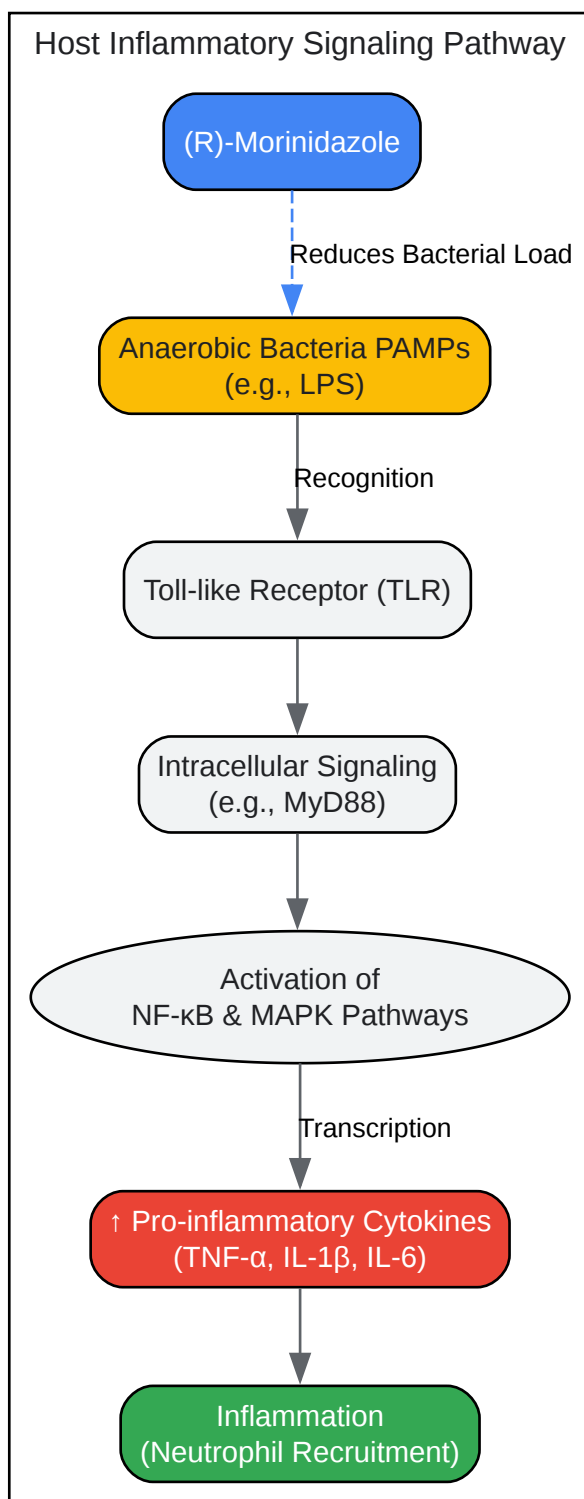 Host Inflammatory Signaling Pathway
(R)-Morinidazole
Reduces Bacterial Load
Anaerobic Bacteria PAMPs
(e.g., LPS)
Recognition
Toll-like Receptor (TLR)
Intracellular Signaling
(e.g., MyD88)
Activation of
NF-κB & MAPK Pathways
Transcription
↑ Pro-inflammatory Cytokines
(TNF-α, IL-1β, IL-6)
Inflammation
(Neutrophil Recruitment)